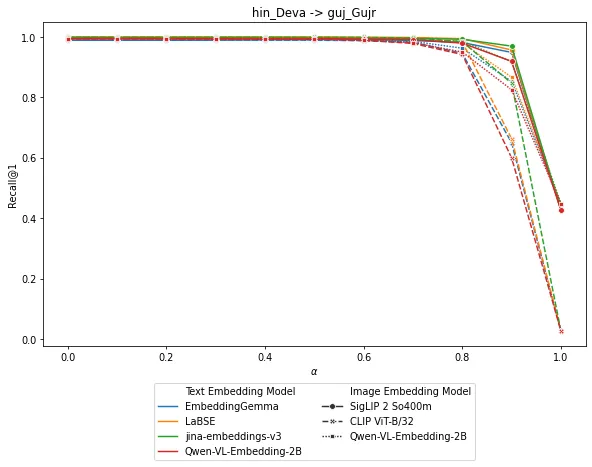 hin_Deva -> guj_Gujr
Recall@1
1.0
0.8
0.6
0.4
0.2
0.0
0.0 0.2 0.4 0.6 0.8 1.0
α
Text Embedding Model
EmbeddingGemma
LaBSE
jina-embeddings-v3
Qwen-VL-Embedding-2B
Image Embedding Model
SigLIP 2 So400m
CLIP ViT-B/32
Qwen-VL-Embedding-2B